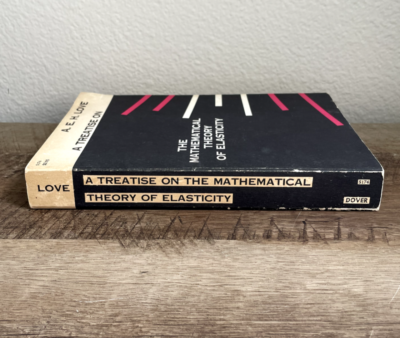 A. E. H. LOVE
A TREATISE ON
THE
MATHEMATICAL
THEORY
OF ELASTICITY
LOVE
A TREATISE ON THE MATHEMATICAL
THEORY OF ELASTICITY
DOVER